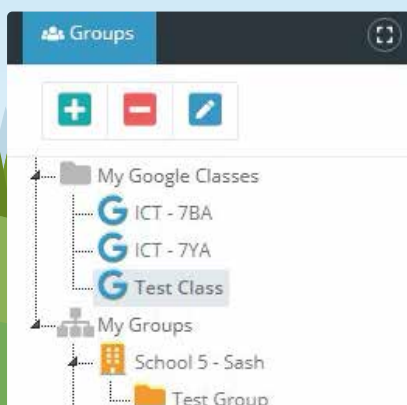 Groups
My Google Classes
ICT - 7BA
ICT - 7YA
Test Class
My Groups
School 5 - Sash
Test Group